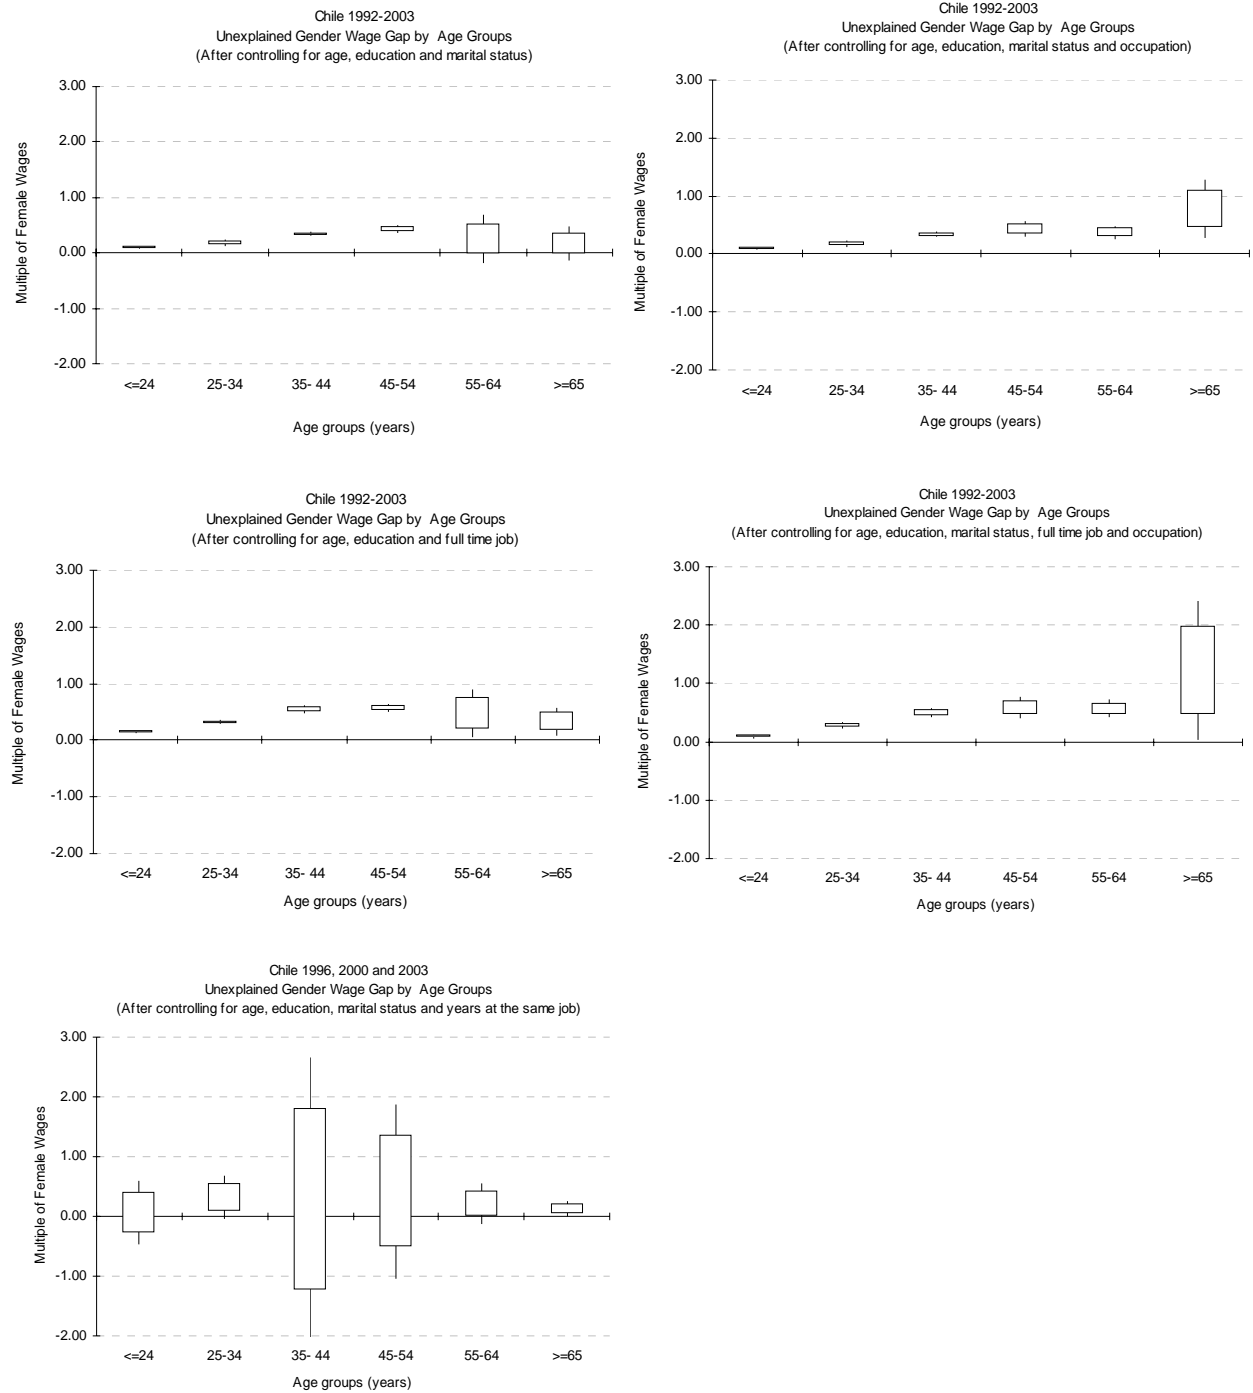 Chile 1992-2003
Unexplained Gender Wage Gap by Age Groups
(After controlling for age, education and marital status)
3.00
2.00
1.00
0.00
-1.00
-2.00
Multiple of Female Wages
<=24 25-34 35- 44 45-54 55-64 >=65
Age groups (years)
Chile 1992-2003
Unexplained Gender Wage Gap by Age Groups
(After controlling for age, education, marital status and occupation)
3.00
2.00
1.00
0.00
-1.00
-2.00
Multiple of Female Wages
<=24 25-34 35- 44 45-54 55-64 >=65
Age groups (years)
Chile 1992-2003
Unexplained Gender Wage Gap by Age Groups
(After controlling for age, education and full time job)
3.00
2.00
1.00
0.00
-1.00
-2.00
Multiple of Female Wages
<=24 25-34 35- 44 45-54 55-64 >=65
Age groups (years)
Chile 1992-2003
Unexplained Gender Wage Gap by Age Groups
(After controlling for age, education, marital status, full time job and occupation)
3.00
2.00
1.00
0.00
-1.00
-2.00
Multiple of Female Wages
<=24 25-34 35- 44 45-54 55-64 >=65
Age groups (years)
Chile 1996, 2000 and 2003
Unexplained Gender Wage Gap by Age Groups
(After controlling for age, education, marital status and years at the same job)
3.00
2.00
1.00
0.00
-1.00
-2.00
Multiple of Female Wages
<=24 25-34 35- 44 45-54 55-64 >=65
Age groups (years)